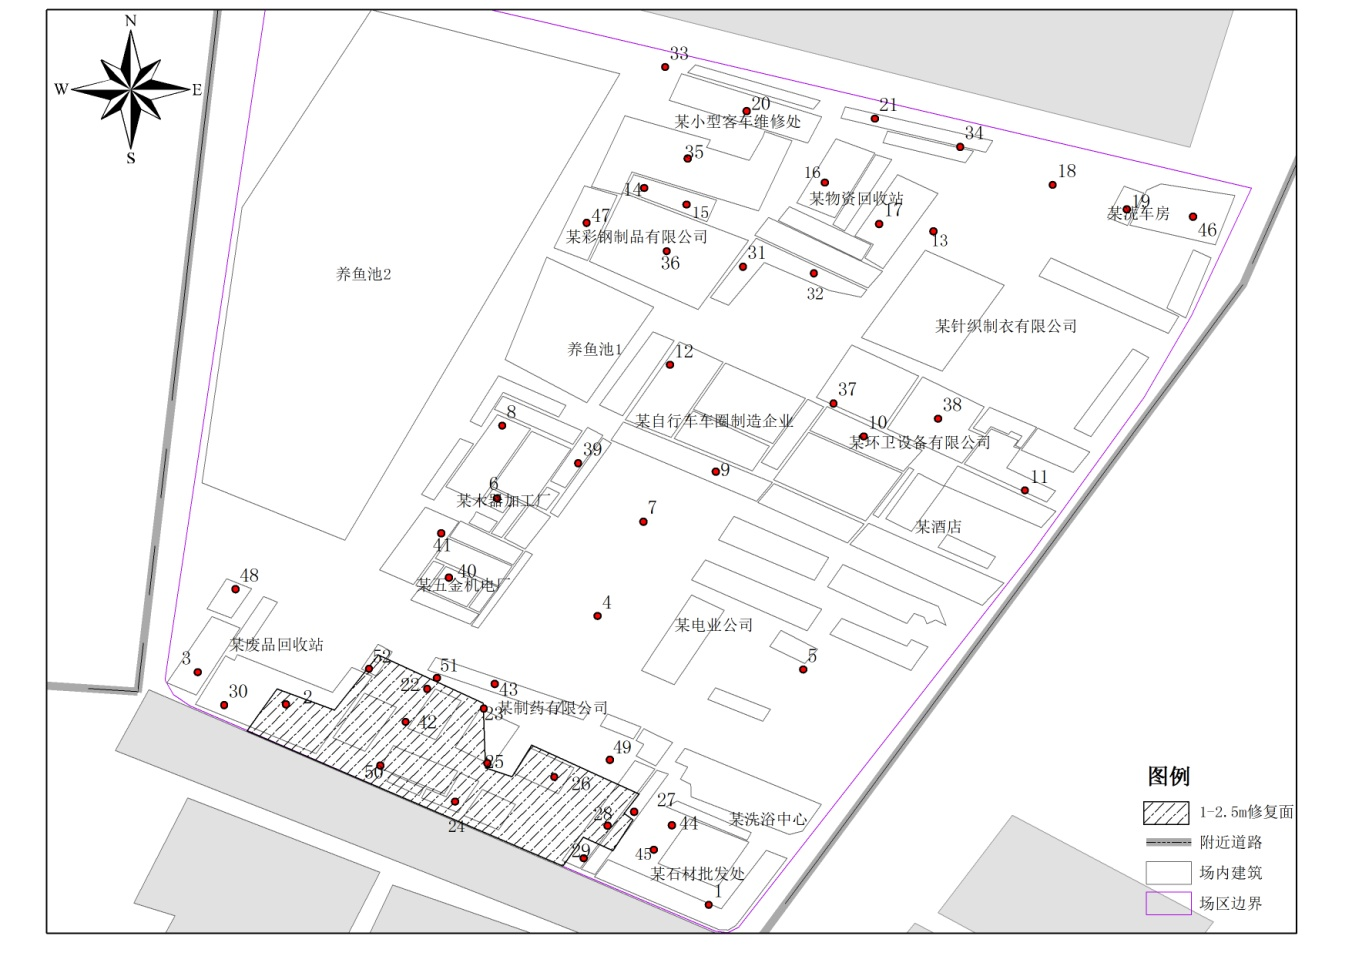 N
W
E
S
33
20
某小型客车维修处
21
34
35
16
18
14
15
某物资回收站
19
某洗车房
46
47
17
13
某彩钢制品有限公司
36
31
32
养鱼池2
某针织制衣有限公司
养鱼池1
12
37
38
8
某自行车车圈制造企业
10
某环卫设备有限公司
39
9
11
6
某木器加工厂
7
某酒店
41
40
某五金机电厂
48
4
某电业公司
某废品回收站
52
5
3
51
22
43
30
2
23
某制药有限公司
42
49
50
25
26
27
28
44
某洗浴中心
24
29
45
某石材批发处
1
图例
1-2.5m修复面
附近道路
场内建筑
场区边界